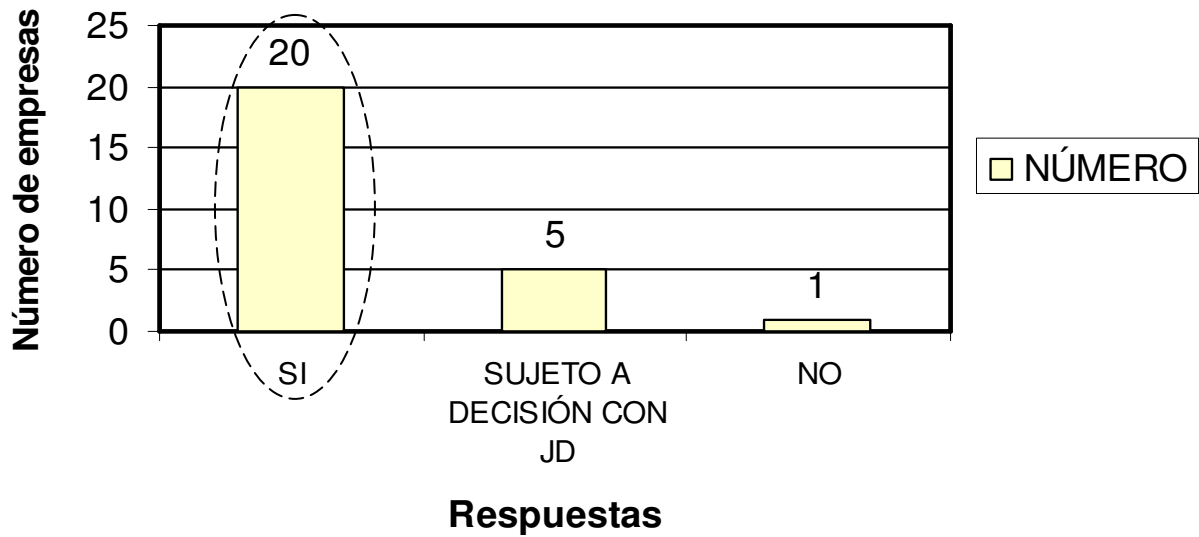 Número de empresas
25
20
15
10
5
0
20
5
1
SI
SUJETO A
DECISIÓN CON
JD
NO
Respuestas
NÚMERO